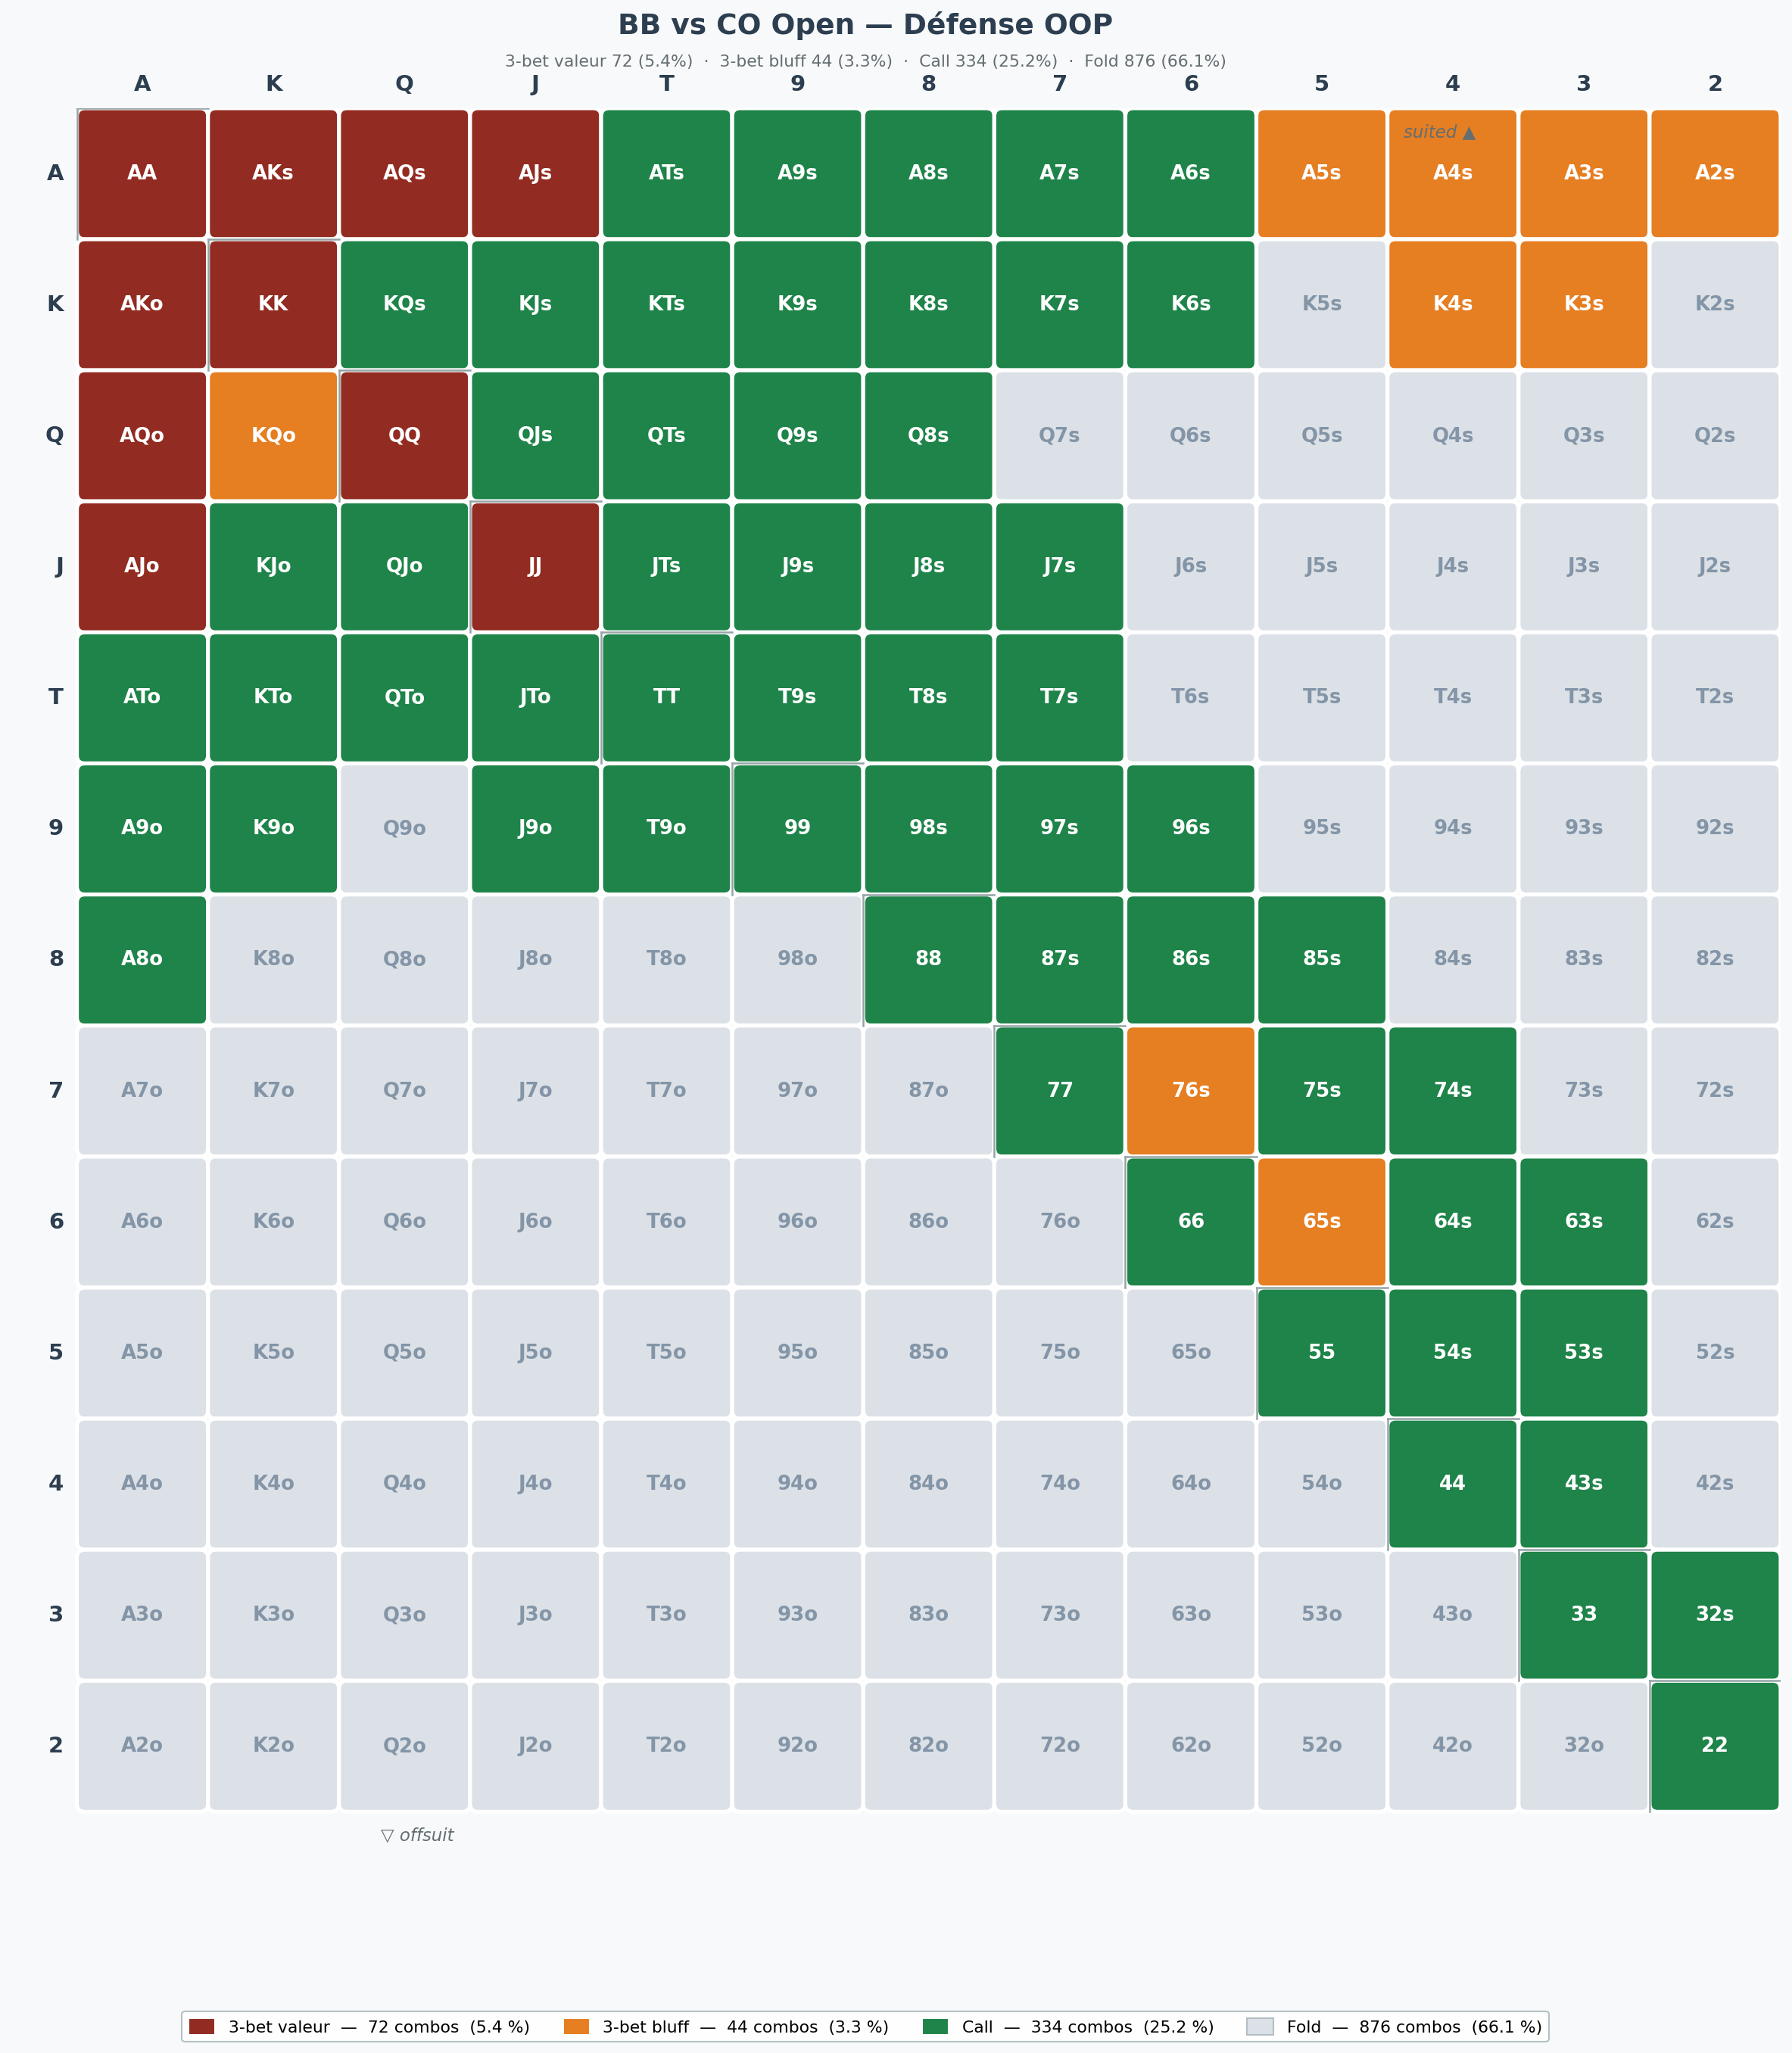 BB vs CO Open — Défense OOP
3-bet valeur 72 (5.4%) · 3-bet bluff 44 (3.3%) · Call 334 (25.2%) · Fold 876 (66.1%)
A K Q J T 9 8 7 6 5 4 3 2
suited ▲
A AA AKs AQs AJs ATs A9s A8s A7s A6s A5s A4s A3s A2s
K AKo KK KQs KJs KTs K9s K8s K7s K6s K5s K4s K3s K2s
Q AQo KQo QQ QJs QTs Q9s Q8s Q7s Q6s Q5s Q4s Q3s Q2s
J AJo KJo QJo JJ JTs J9s J8s J7s J6s J5s J4s J3s J2s
T ATo KTo QTo JTo TT T9s T8s T7s T6s T5s T4s T3s T2s
9 A9o K9o Q9o J9o T9o 99 98s 97s 96s 95s 94s 93s 92s
8 A8o K8o Q8o J8o T8o 98o 88 87s 86s 85s 84s 83s 82s
7 A7o K7o Q7o J7o T7o 97o 87o 77 76s 75s 74s 73s 72s
6 A6o K6o Q6o J6o T6o 96o 86o 76o 66 65s 64s 63s 62s
5 A5o K5o Q5o J5o T5o 95o 85o 75o 65o 55 54s 53s 52s
4 A4o K4o Q4o J4o T4o 94o 84o 74o 64o 54o 44 43s 42s
3 A3o K3o Q3o J3o T3o 93o 83o 73o 63o 53o 43o 33 32s
2 A2o K2o Q2o J2o T2o 92o 82o 72o 62o 52o 42o 32o 22
▽ offsuit
3-bet valeur — 72 combos (5.4 %) 3-bet bluff — 44 combos (3.3 %) Call — 334 combos (25.2 %) Fold — 876 combos (66.1 %)